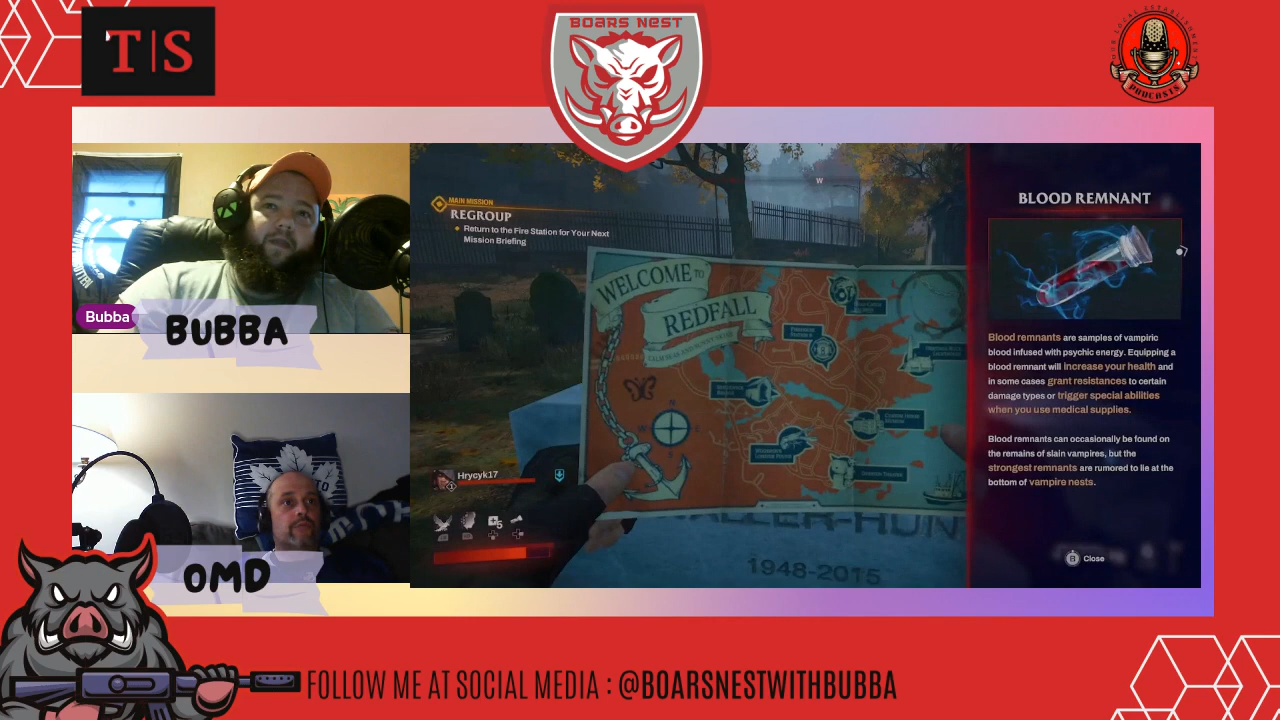 T|S
BOARS NEST
PODCASTS
MAIN MISSION
REGROUP
Return to the Fire Station for Your Next
Mission Briefing
W
WELCOME TO
REDFALL
N
Hrycyk17
5
1948-2015
BLOOD REMNANT
Blood remnants are samples of vampiric
blood infused with psychic energy. Equipping a
blood remnant will increase your health and
in some cases grant resistances to certain
damage types or trigger special abilities
when you use medical supplies.
Blood remnants can occasionally be found on
the remains of slain vampires, but the
strongest remnants are rumored to lie at the
bottom of vampire nests.
B
Close
Bubba
BUBBA
OMD
FOLLOW ME AT SOCIAL MEDIA : @BOARSNESTWITHBUBBA